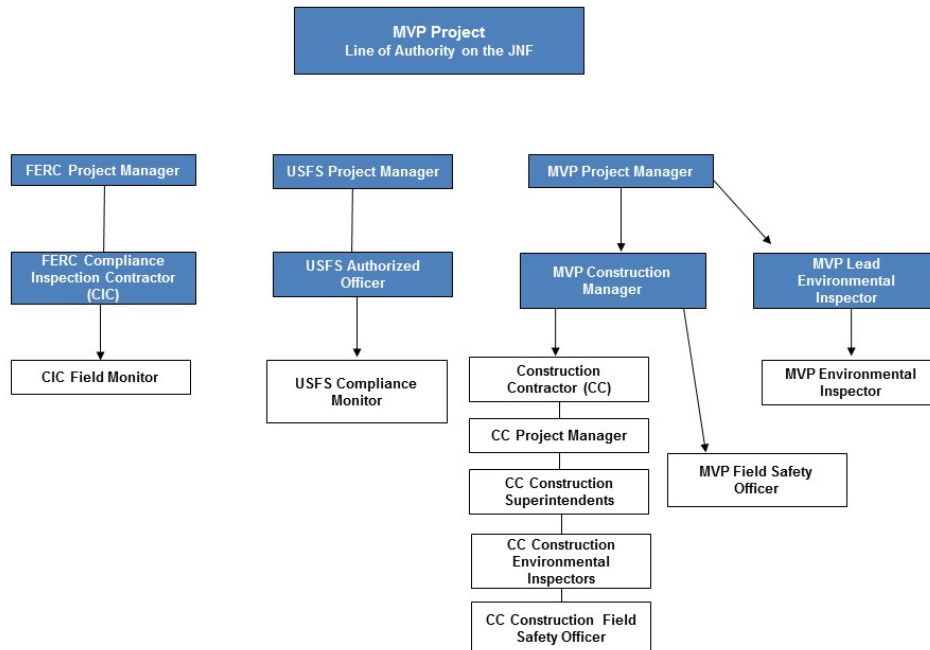 MVP Project
Line of Authority on the JNF
FERC Project Manager
USFS Project Manager
MVP Project Manager
FERC Compliance
Inspection Contractor
(CIC)
USFS Authorized
Officer
MVP Construction
Manager
MVP Lead
Environmental
Inspector
CIC Field Monitor
USFS Compliance
Monitor
Construction
Contractor (CC)
MVP Environmental
Inspector
CC Project Manager
MVP Field Safety
Officer
CC Construction
Superintendents
CC Construction
Environmental
Inspectors
CC Construction Field
Safety Officer